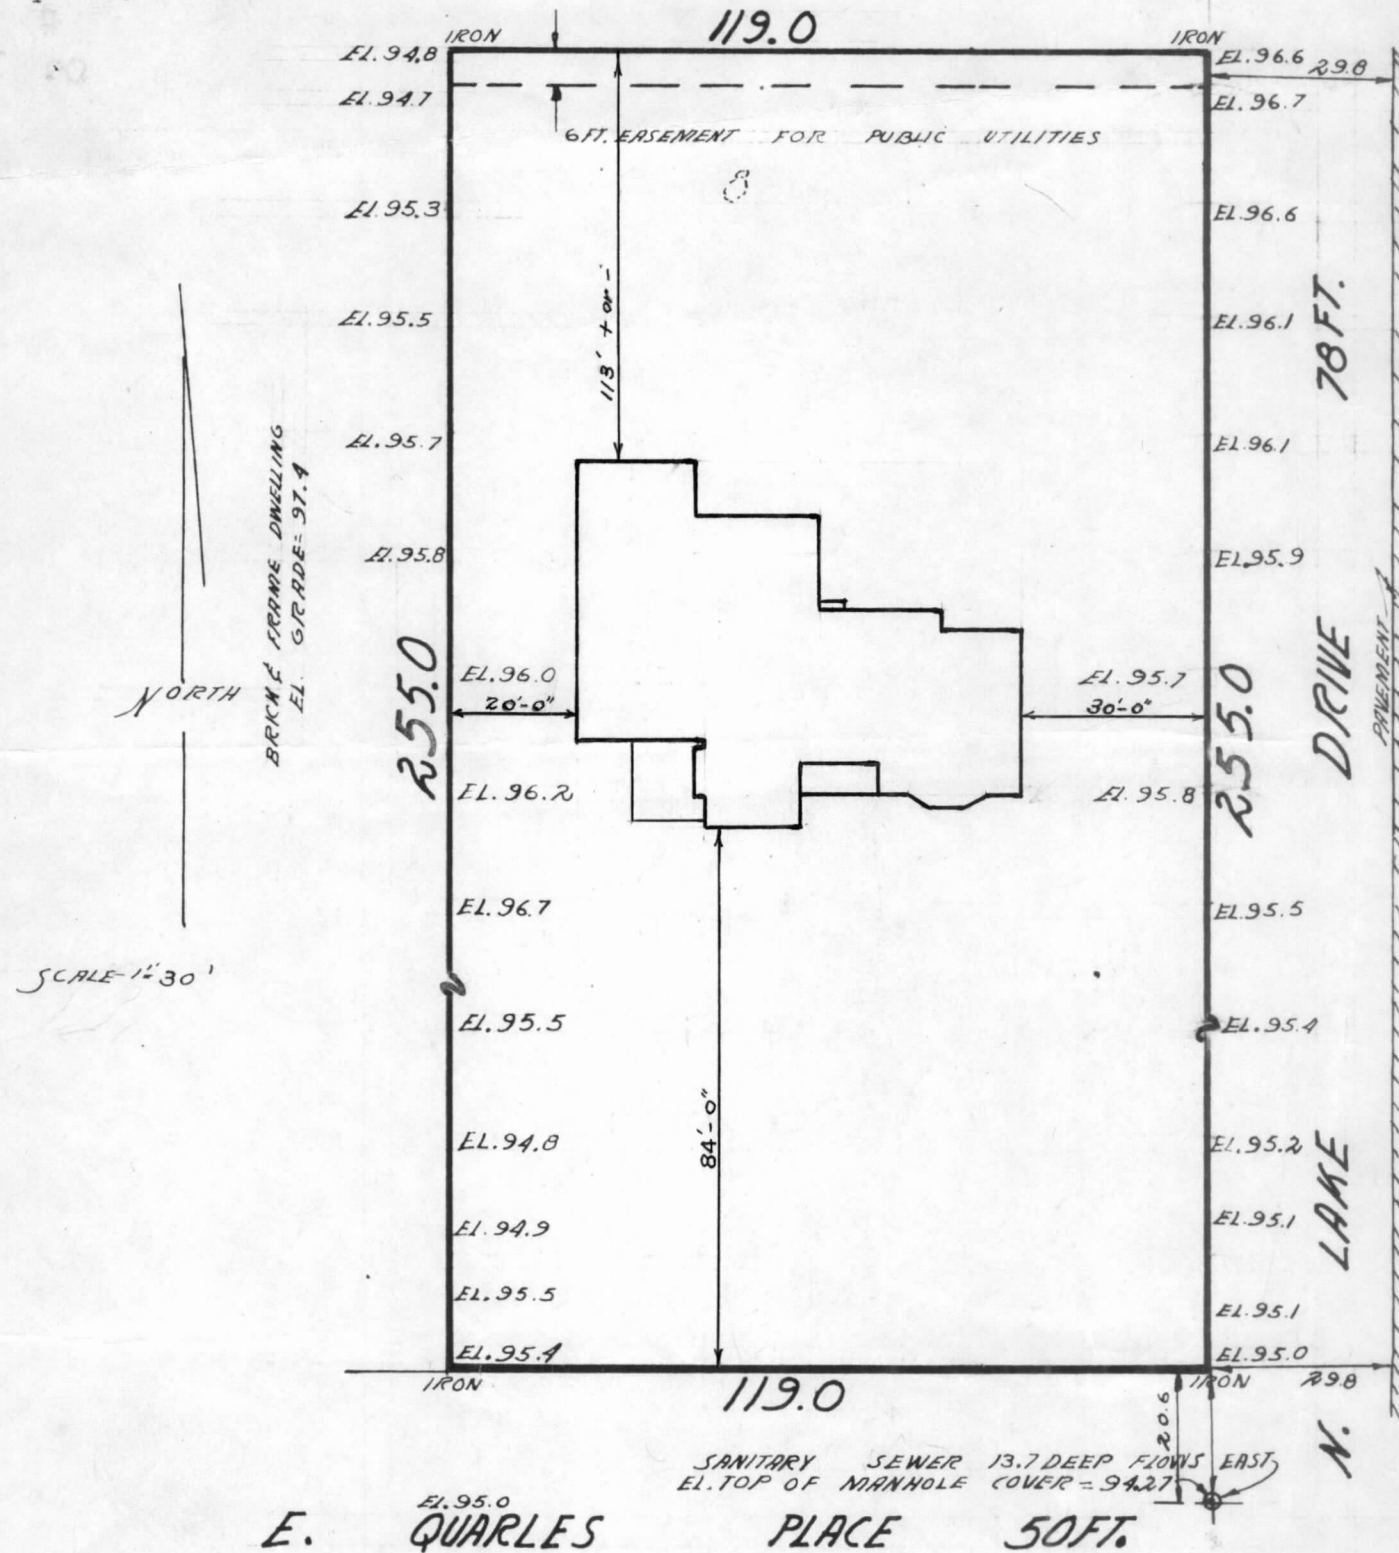 119.0
IRON
IRON
EL. 94.8
EL. 96.6
29.8
EL. 94.7
EL. 96.7
6FT. EASEMENT FOR PUBLIC UTILITIES
EL. 95.3
EL. 96.6
EL. 95.5
EL. 96.1
113' + or -
78 FT.
EL. 95.7
EL. 96.1
BRICK & FRAME DWELLING
EL. GRADE = 97.4
EL. 95.8
EL. 95.9
PAVEMENT
NORTH
255.0
EL. 96.0
20'-0"
EL. 95.7
30'-0"
255.0
DRIVE
EL. 96.2
EL. 95.8
EL. 96.7
EL. 95.5
SCALE - 1"=30'
EL. 95.5
EL. 95.4
84'-0"
EL. 94.8
EL. 95.2
LAKE
EL. 94.9
EL. 95.1
EL. 95.5
EL. 95.1
EL. 95.4
EL. 95.0
IRON
119.0
IRON
29.8
20.6
N.
SANITARY SEWER 13.7 DEEP FLOWS EAST
EL. TOP OF MANHOLE COVER = 94.27
EL. 95.0
E. QUARLES PLACE 50FT.